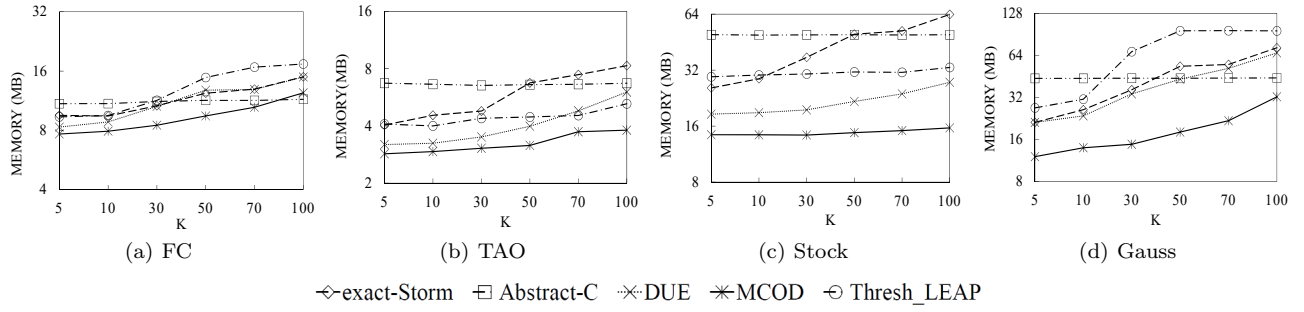 MEMORY (MB)
32
16
8
4
5 10 30 50 70 100
K
(a) FC
MEMORY(MB)
16
8
4
2
5 10 30 50 70 100
K
(b) TAO
MEMORY(MB)
64
32
16
8
5 10 30 50 70 100
K
(c) Stock
MEMORY (MB)
128
64
32
16
8
5 10 30 50 70 100
K
(d) Gauss
exact-Storm Abstract-C DUE MCOD Thresh_LEAP